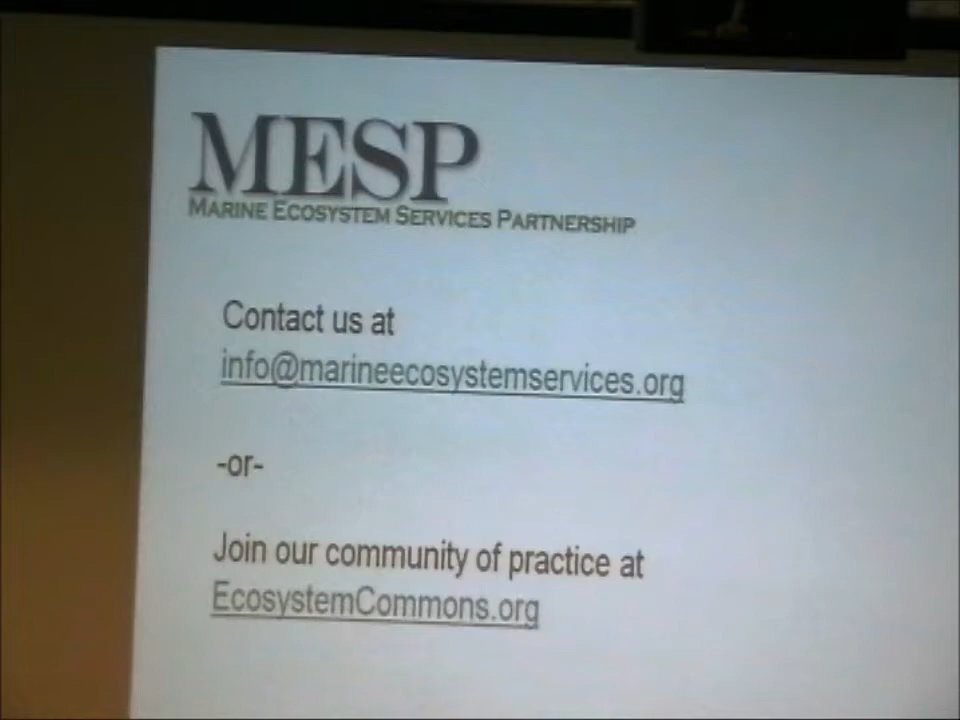 MESP
MARINE ECOSYSTEM SERVICES PARTNERSHIP
Contact us at
info@marineecosystemservices.org
-or-
Join our community of practice at
EcosystemCommons.org